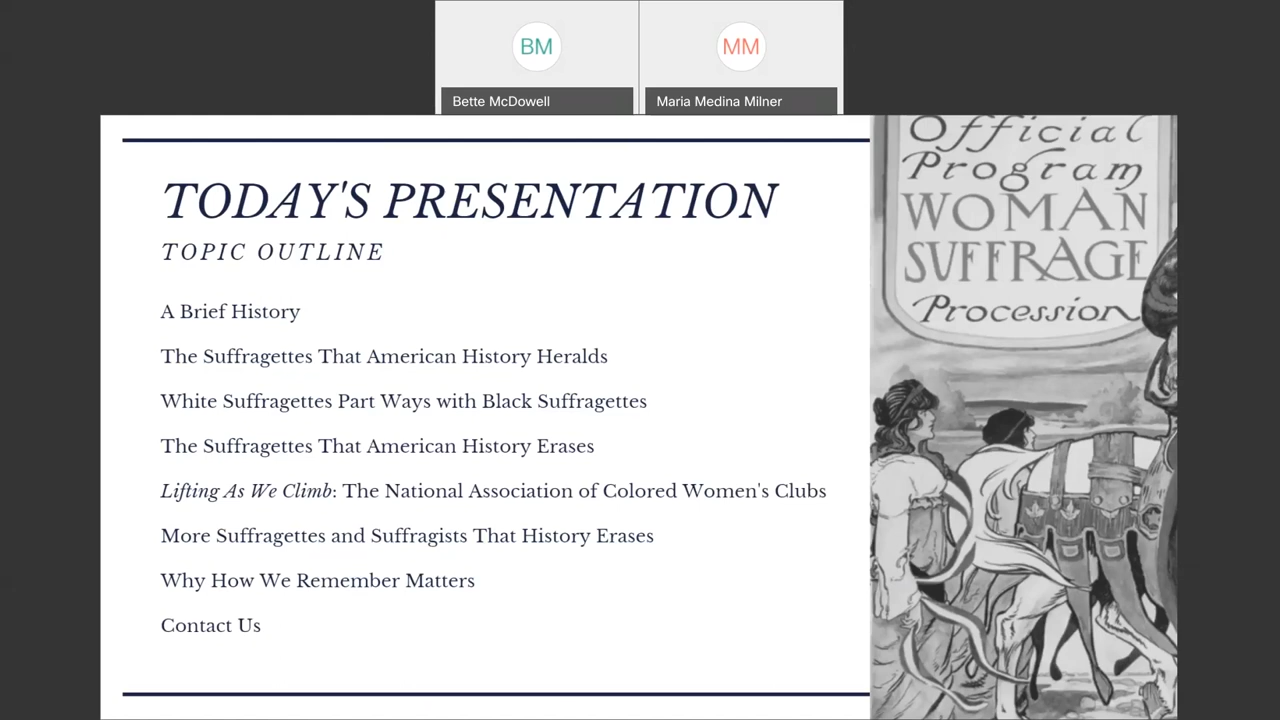 BM
MM
Bette McDowell
Maria Medina Milner
TODAY'S PRESENTATION
TOPIC OUTLINE
A Brief History
The Suffragettes That American History Heralds
White Suffragettes Part Ways with Black Suffragettes
The Suffragettes That American History Erases
Lifting As We Climb: The National Association of Colored Women's Clubs
More Suffragettes and Suffragists That History Erases
Why How We Remember Matters
Contact Us
Official
Program
WOMAN
SUFFRAGE
Procession